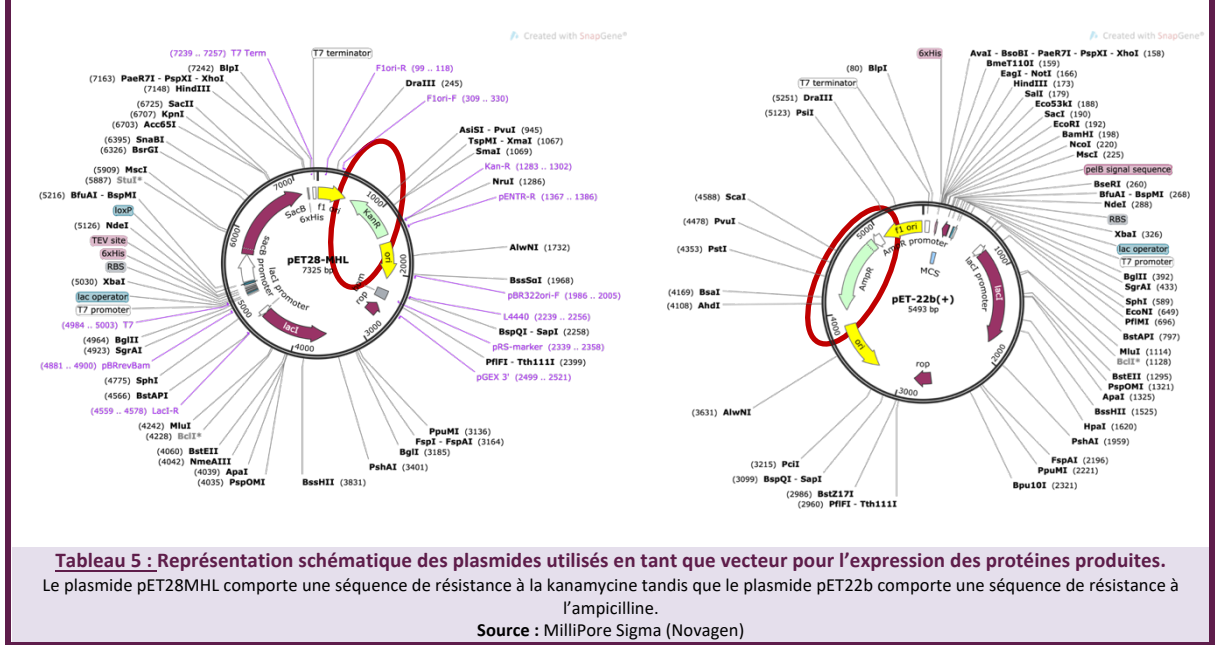 Created with SnapGene®
(7239 .. 7257) T7 Term
T7 terminator
(7242) BlpI
(7163) PaeR7I - PspXI - XhoI
(7148) HindIII
(6725) SacII
(6707) KpnI
(6703) Acc65I
(6395) SnaBI
(6326) BsrGI
(5909) MscI
(5887) StuI*
(5216) BfuAI - BspMI
loxP
(5126) NdeI
TEV site
6xHis
RBS
(5030) XbaI
lac operator
T7 promoter
(4984 .. 5003) T7
(4964) BglII
(4923) SgrAI
(4881 .. 4900) pBRrevBam
(4775) SphI
(4566) BstAPI
(4559 .. 4578) LacI-R
(4242) MluI
(4228) BclI*
(4060) BstEII
(4042) NmeAIII
(4039) ApaI
(4035) PspOMI
BssHII (3831)
F1ori-R (99 .. 118)
DraIII (245)
F1ori-F (309 .. 330)
AsiSI - PvuI (945)
TspMI - XmaI (1067)
SmaI (1069)
Kan-R (1283 .. 1302)
NruI (1286)
pENTR-R (1367 .. 1386)
AlwNI (1732)
BssSαI (1968)
pBR322ori-F (1986 .. 2005)
L4440 (2239 .. 2256)
BspQI - SapI (2258)
pRS-marker (2339 .. 2358)
PflFI - Tth111I (2399)
pGEX 3' (2499 .. 2521)
PpuMI (3136)
FspI - FspAI (3164)
BglI (3185)
PshAI (3401)
7000
1000
2000
3000
4000
5000
6000
SacB
6xHis
f1 ori
KanR
ori
rop
lacI
lacI promoter
sacB promoter
sacB
pET28-MHL
7325 bp
Created with SnapGene®
6xHis
(80) BlpI
T7 terminator
(5251) DraIII
(5123) PsiI
(4588) ScaI
(4478) PvuI
(4353) PstI
(4169) BsaI
(4108) AhdI
(3631) AlwNI
(3215) PciI
(3099) BspQI - SapI
(2986) BstZ17I
(2960) PflFI - Tth111I
AvaI - BsoBI - PaeR7I - PspXI - XhoI (158)
BmeT110I (159)
EagI - NotI (166)
HindIII (173)
SalI (179)
Eco53kI (188)
SacI (190)
EcoRI (192)
BamHI (198)
NcoI (220)
MscI (225)
pelB signal sequence
BseRI (260)
BfuAI - BspMI (268)
NdeI (288)
RBS
XbaI (326)
lac operator
T7 promoter
BglII (392)
SgrAI (433)
SphI (589)
EcoNI (649)
PflMI (696)
BstAPI (797)
MluI (1114)
BclI* (1128)
BstEII (1295)
PspOMI (1321)
ApaI (1325)
BssHII (1525)
HpaI (1620)
PshAI (1959)
FspAI (2196)
PpuMI (2221)
Bpu10I (2321)
5000
1000
2000
3000
4000
f1 ori
AmpR promoter
AmpR
ori
rop
MCS
lacI promoter
lacI
pET-22b(+)
5493 bp
Tableau 5 : Représentation schématique des plasmides utilisés en tant que vecteur pour l’expression des protéines produites.
Le plasmide pET28MHL comporte une séquence de résistance à la kanamycine tandis que le plasmide pET22b comporte une séquence de résistance à
l’ampicilline.
Source : MilliPore Sigma (Novagen)